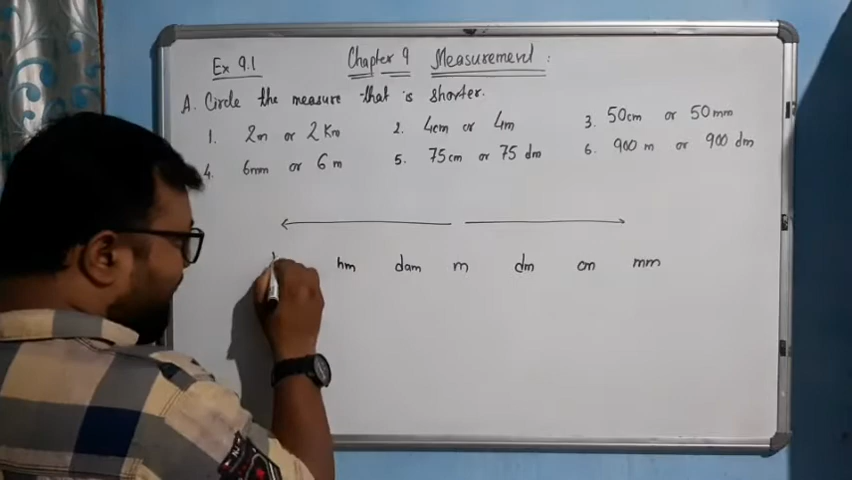 Ex 9.1 Chapter 9 Measurement :
A. Circle the measure that is shorter.
1. 2m or 2 Km 2. 4cm or 4m 3. 50cm or 50mm
4. 6mm or 6 m 5. 75cm or 75 dm 6. 900 m or 900 dm
hm dam m dm cm mm